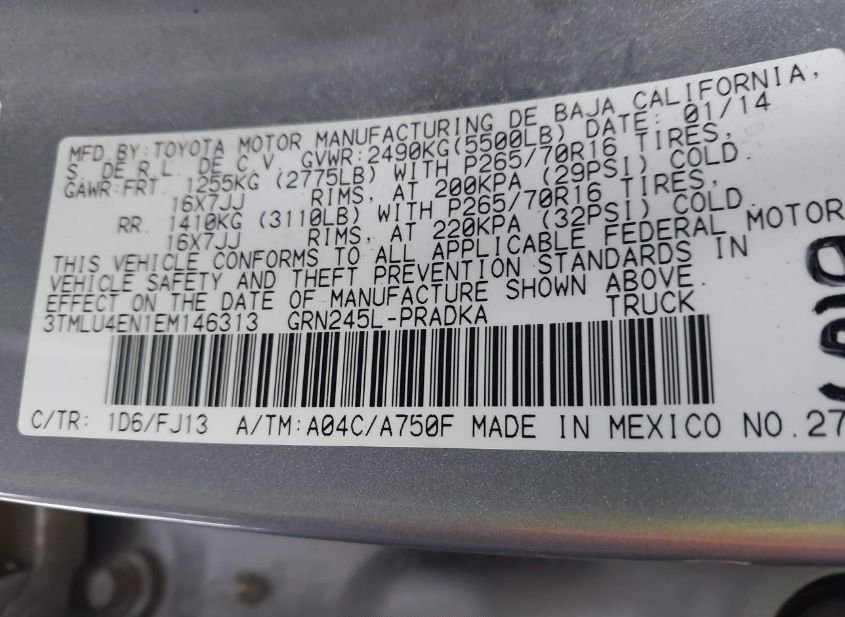 MFD.BY:TOYOTA MOTOR MANUFACTURING DE BAJA CALIFORNIA,
S. DE R.L. DE C.V. GVWR:2490KG(5500LB) DATE: 01/14
GAWR:FRT. 1255KG (2775LB) WITH P265/70R16 TIRES,
16X7JJ RIMS, AT 200KPA (29PSI) COLD.
RR. 1410KG (3110LB) WITH P265/70R16 TIRES,
16X7JJ RIMS, AT 220KPA (32PSI) COLD.
THIS VEHICLE CONFORMS TO ALL APPLICABLE FEDERAL MOTOR
VEHICLE SAFETY AND THEFT PREVENTION STANDARDS IN
EFFECT ON THE DATE OF MANUFACTURE SHOWN ABOVE.
3TMLU4EN1EM146313 GRN245L-PRADKA TRUCK
C/TR: 1D6/FJ13 A/TM:A04C/A750F MADE IN MEXICO NO.27